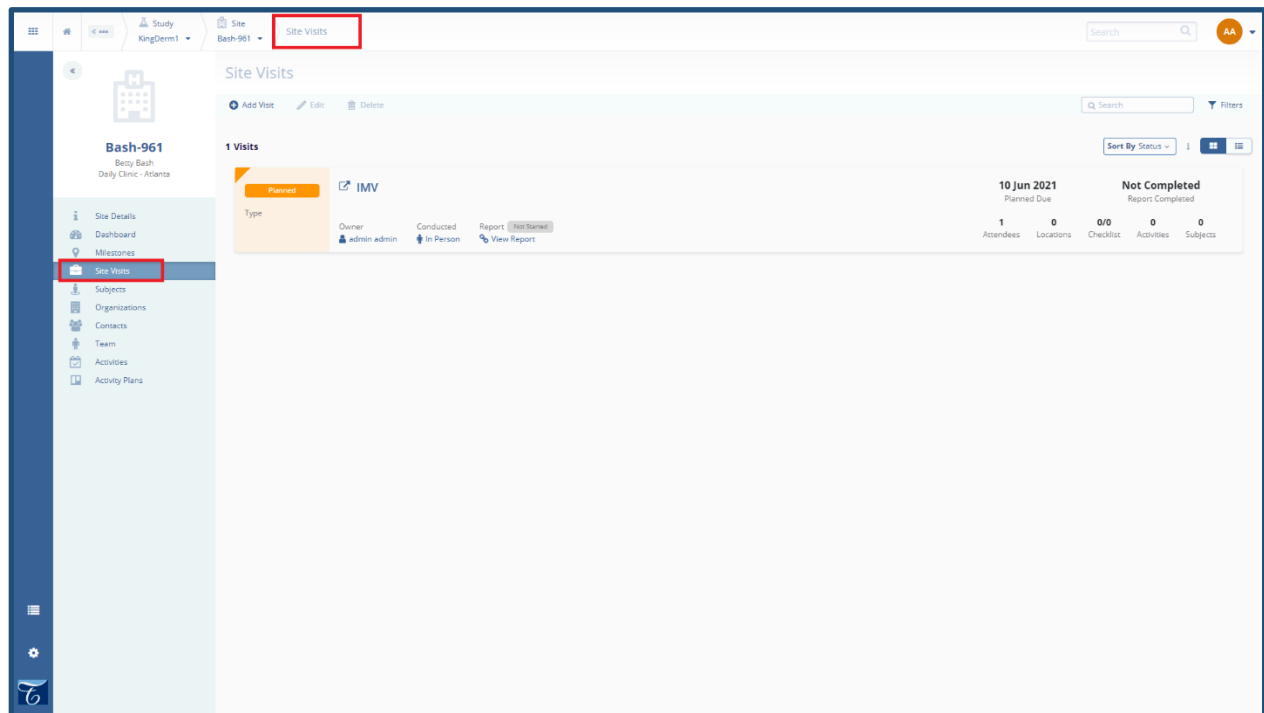 Study
KingDerm1
Site
Bash-961
Site Visits
Search
AA
Bash-961
Betty Bash
Daily Clinic - Atlanta
Site Details
Dashboard
Milestones
Site Visits
Subjects
Organizations
Contacts
Team
Activities
Activity Plans
Site Visits
Add Visit Edit Delete
Search Filters
1 Visits
Sort By Status
Planned
Type
IMV
Owner Conducted Report Not Started
admin admin In Person View Report
10 Jun 2021 Not Completed
Planned Due Report Completed
1 0 0/0 0 0
Attendees Locations Checklist Activities Subjects